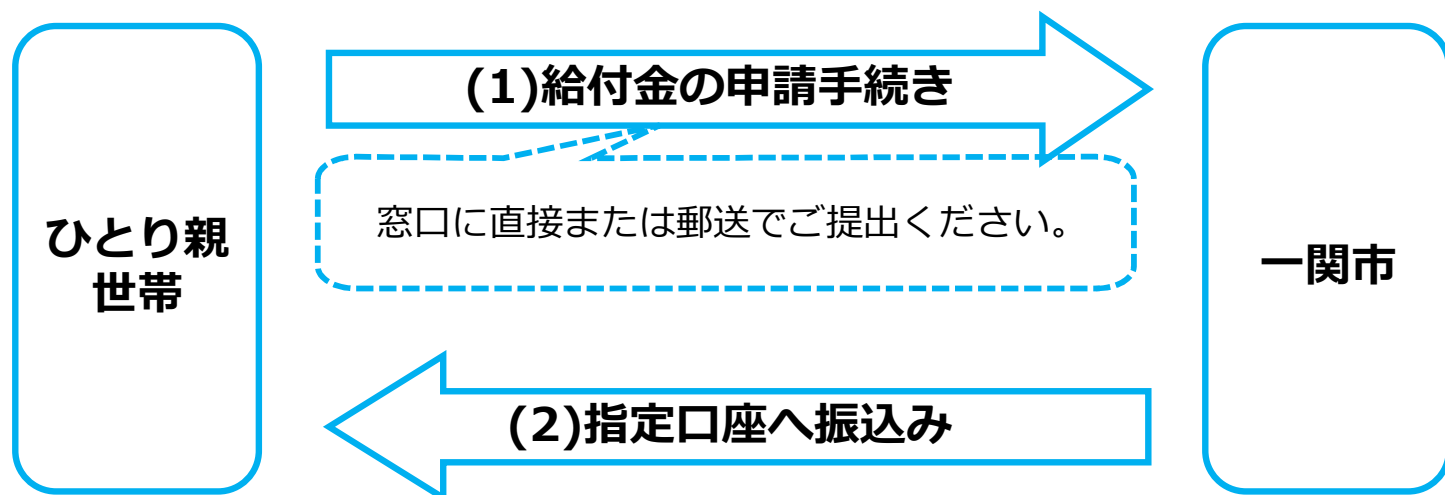 (1)給付金の申請手続き
窓口に直接または郵送でご提出ください。
ひとり親
世帯
一関市
(2)指定口座へ振込み